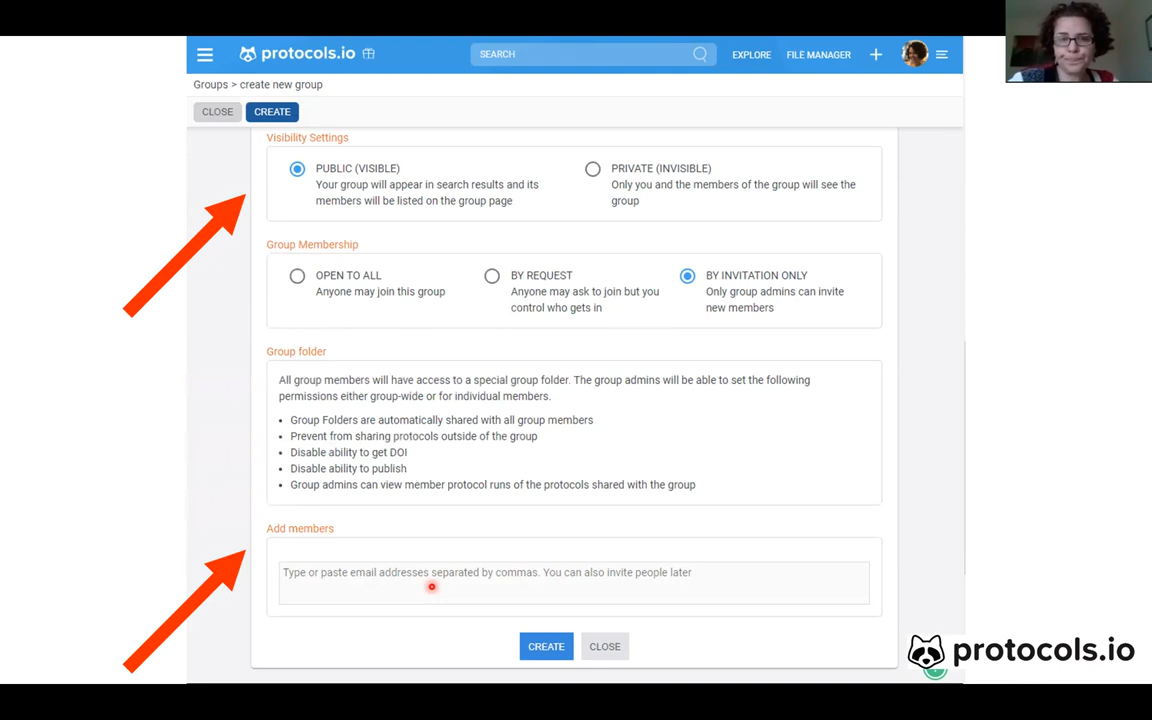 protocols.io
SEARCH
EXPLORE
FILE MANAGER
Groups > create new group
CLOSE
CREATE
Visibility Settings
PUBLIC (VISIBLE)
Your group will appear in search results and its
members will be listed on the group page
PRIVATE (INVISIBLE)
Only you and the members of the group will see the
group
Group Membership
OPEN TO ALL
Anyone may join this group
BY REQUEST
Anyone may ask to join but you
control who gets in
BY INVITATION ONLY
Only group admins can invite
new members
Group folder
All group members will have access to a special group folder. The group admins will be able to set the following
permissions either group-wide or for individual members.
• Group Folders are automatically shared with all group members
• Prevent from sharing protocols outside of the group
• Disable ability to get DOI
• Disable ability to publish
• Group admins can view member protocol runs of the protocols shared with the group
Add members
Type or paste email addresses separated by commas. You can also invite people later
CREATE
CLOSE
protocols.io